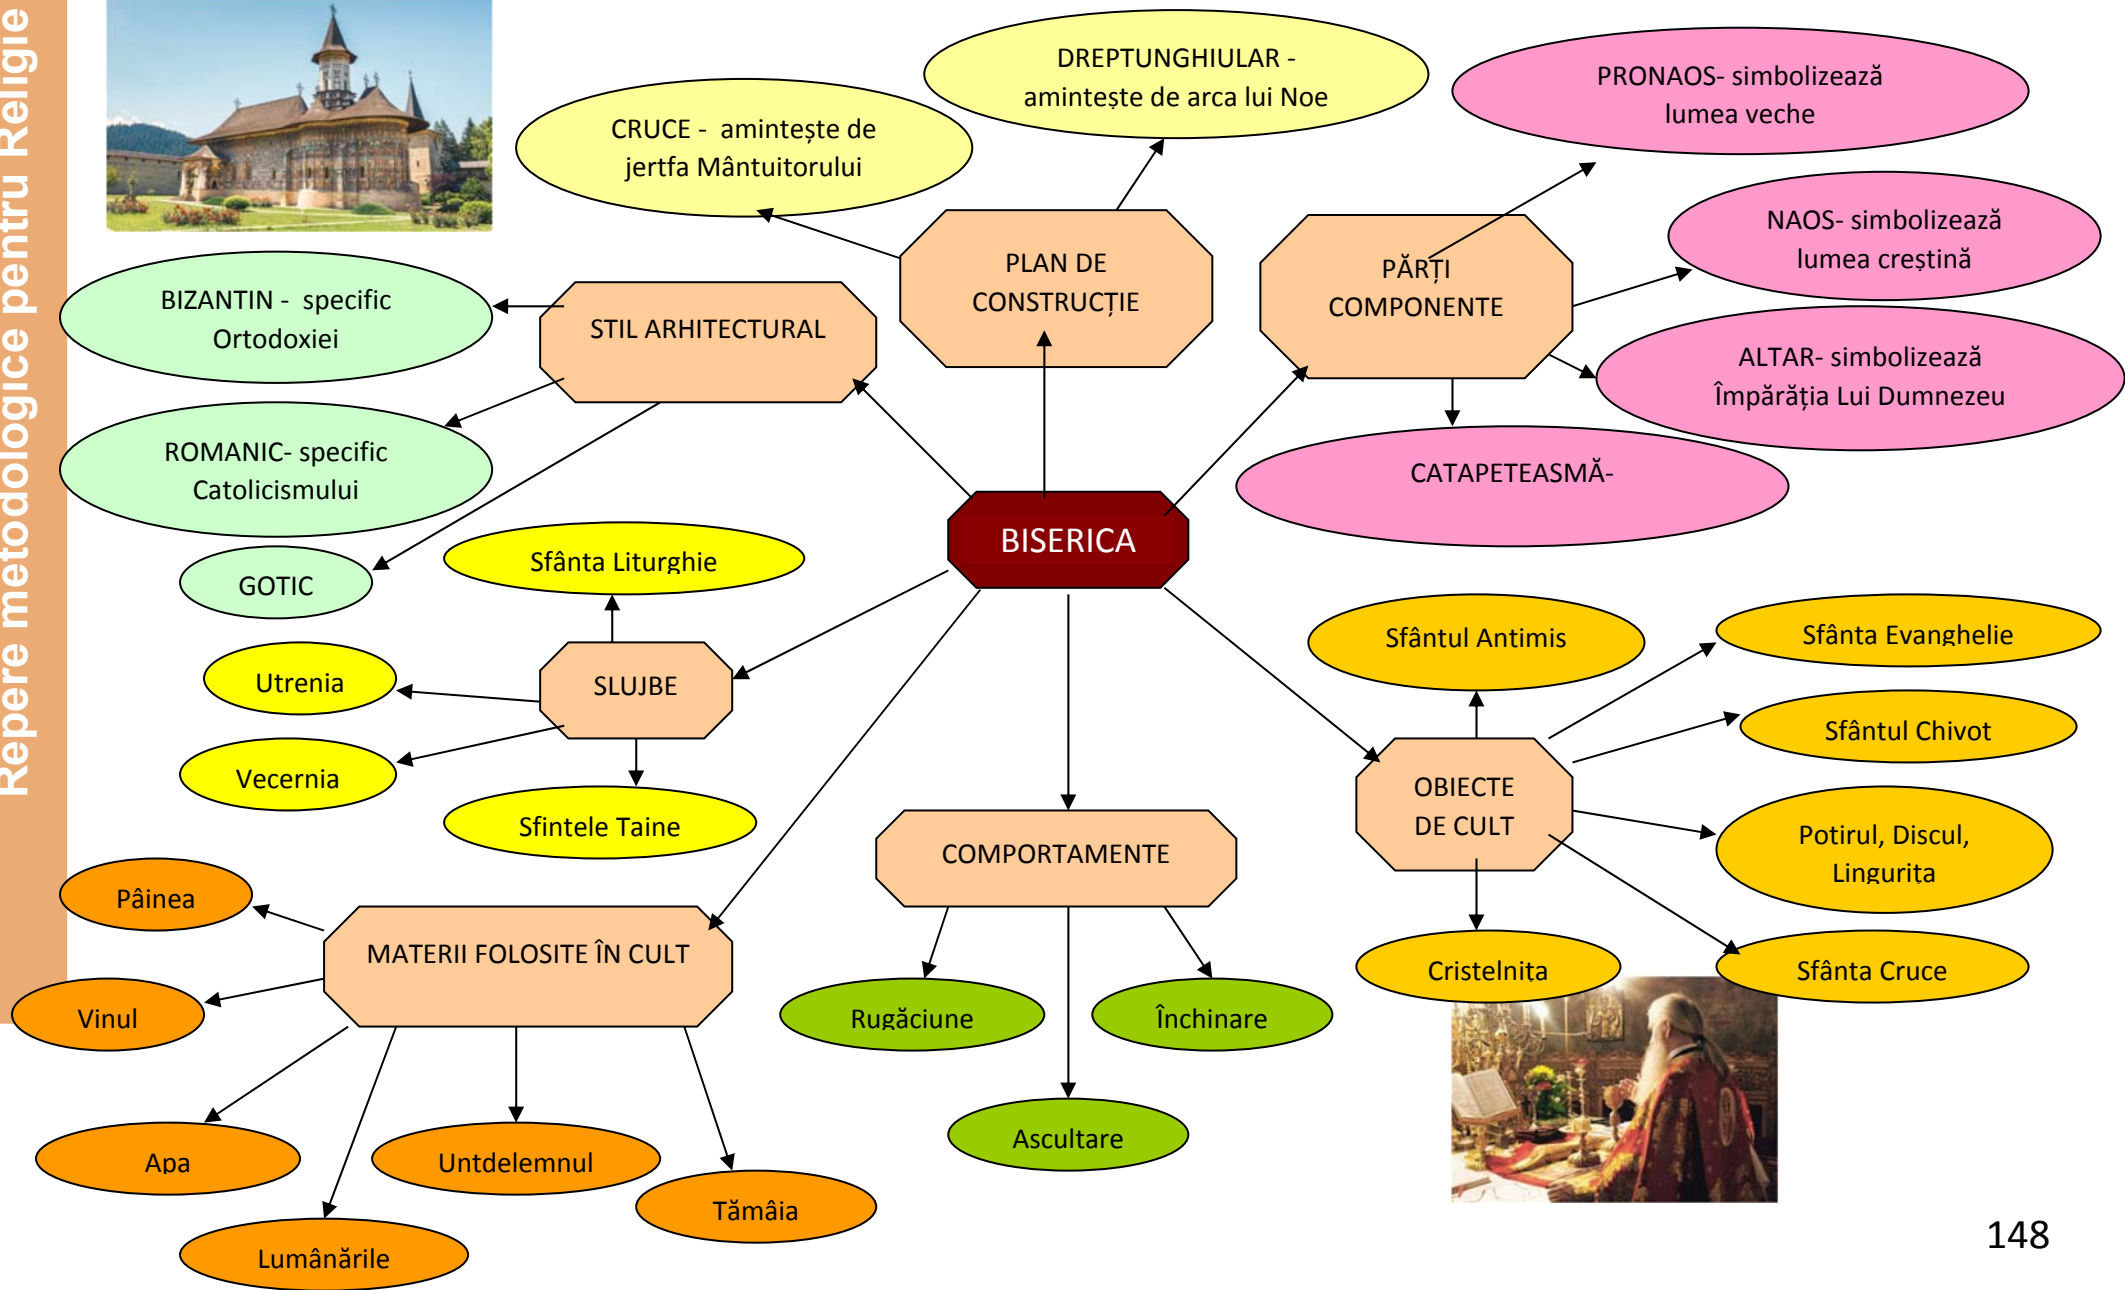 Repere metodologice pentru Religie
DREPTUNGHIULAR -
amintește de arca lui Noe
PRONAOS- simbolizează
lumea veche
CRUCE -  amintește de
jertfa Mântuitorului
NAOS- simbolizează
lumea creștină
PLAN DE
CONSTRUCȚIE
PĂRȚI
COMPONENTE
BIZANTIN -  specific
Ortodoxiei
STIL ARHITECTURAL
ALTAR- simbolizează
Împărăția Lui Dumnezeu
ROMANIC- specific
Catolicismului
CATAPETEASMĂ-
BISERICA
Sfânta Liturghie
GOTIC
Sfântul Antimis
Sfânta Evanghelie
Utrenia
SLUJBE
Sfântul Chivot
Vecernia
OBIECTE
DE CULT
Sfintele Taine
Potirul, Discul,
Lingurița
COMPORTAMENTE
Pâinea
MATERII FOLOSITE ÎN CULT
Cristelnița
Sfânta Cruce
Vinul
Rugăciune
Închinare
Ascultare
Apa
Untdelemnul
Tămâia
Lumânările
148